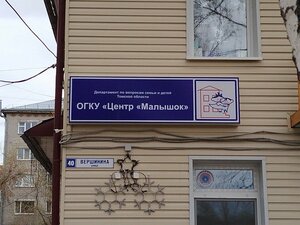 Департамент по вопросам семьи и детей
Томской области
ОГКУ «Центр «Малышок»
40 ВЕРШИНИНА